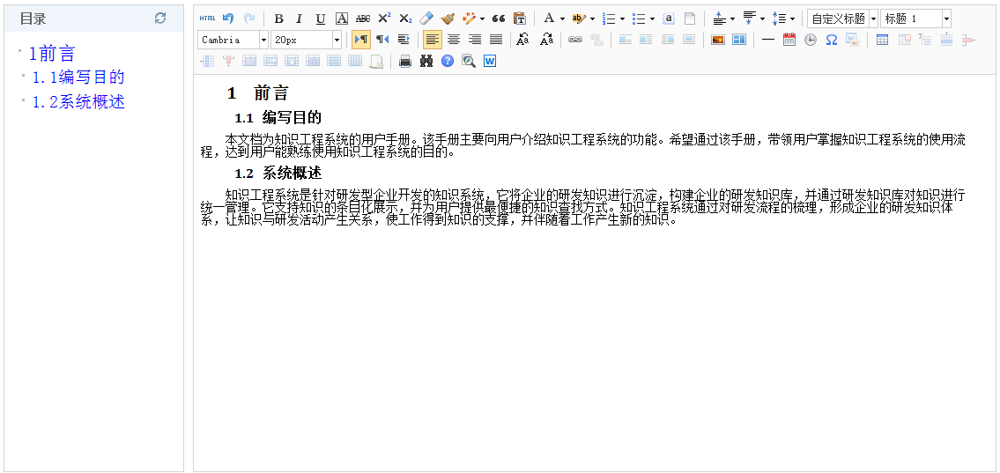 目录
1前言
1.1编写目的
1.2系统概述
HTML
B I U A ABC X² X₂
自定义标题
标题 1
Cambria
20px
1 前言
1.1 编写目的
本文档为知识工程系统的用户手册。该手册主要向用户介绍知识工程系统的功能。希望通过该手册，带领用户掌握知识工程系统的使用流
程，达到用户能熟练使用知识工程系统的目的。
1.2 系统概述
知识工程系统是针对研发型企业开发的知识系统，它将企业的研发知识进行沉淀，构建企业的研发知识库，并通过研发知识库对知识进行
统一管理。它支持知识的条目化展示，并为用户提供最便捷的知识查找方式。知识工程系统通过对研发流程的梳理，形成企业的研发知识体
系，让知识与研发活动产生关系，使工作得到知识的支撑，并伴随着工作产生新的知识。